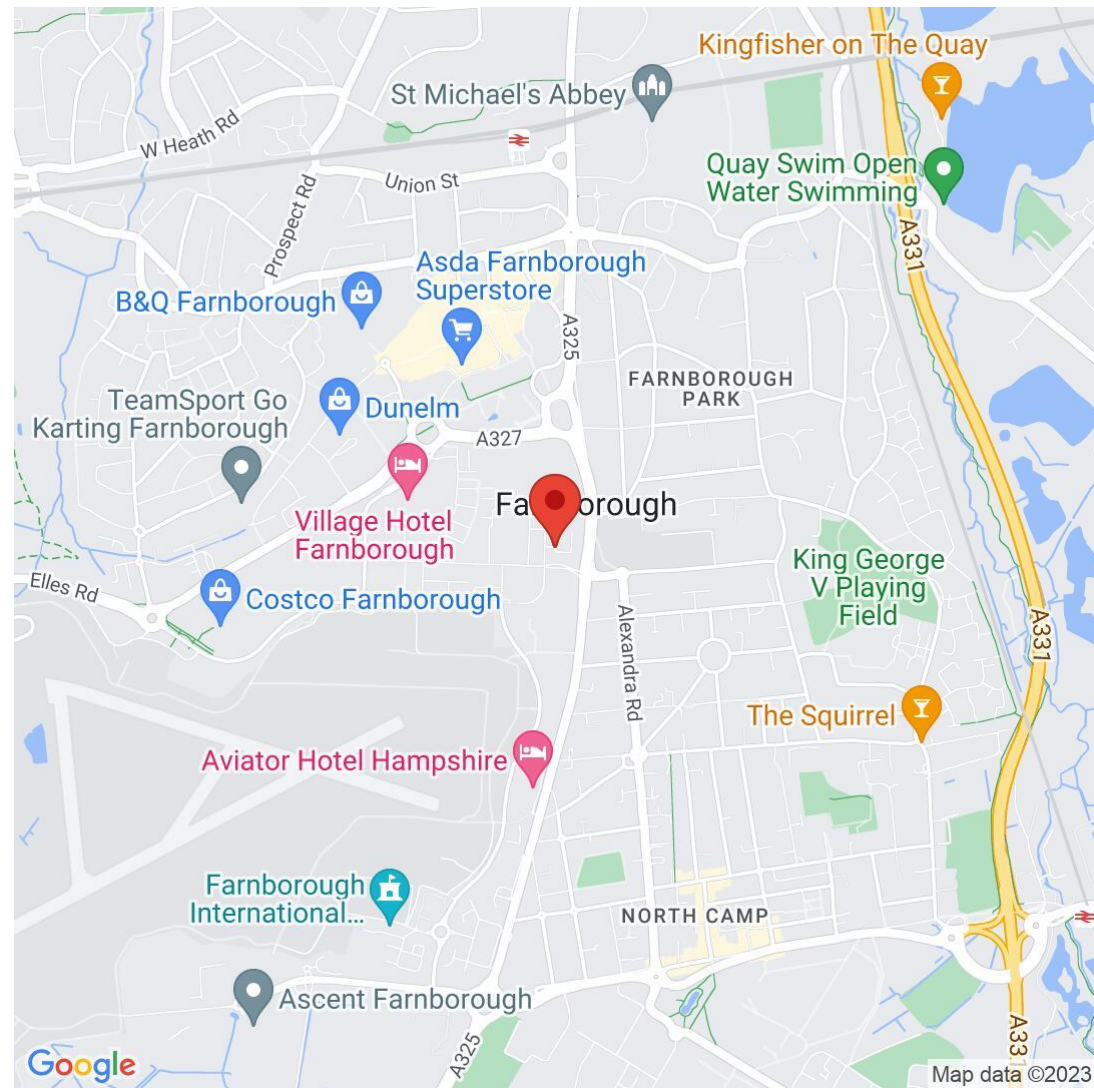 Kingfisher on The Quay
St Michael's Abbey
W Heath Rd
Union St
Quay Swim Open
Water Swimming
Prospect Rd
A331
Asda Farnborough
Superstore
B&Q Farnborough
A325
FARNBOROUGH
PARK
TeamSport Go
Karting Farnborough
Dunelm
A327
Fa orough
Village Hotel
Farnborough
King George
V Playing
Field
Elles Rd
Costco Farnborough
A331
Alexandra Rd
The Squirrel
Aviator Hotel Hampshire
Farnborough
International...
NORTH CAMP
Ascent Farnborough
A325
A331
Google
Map data ©2023